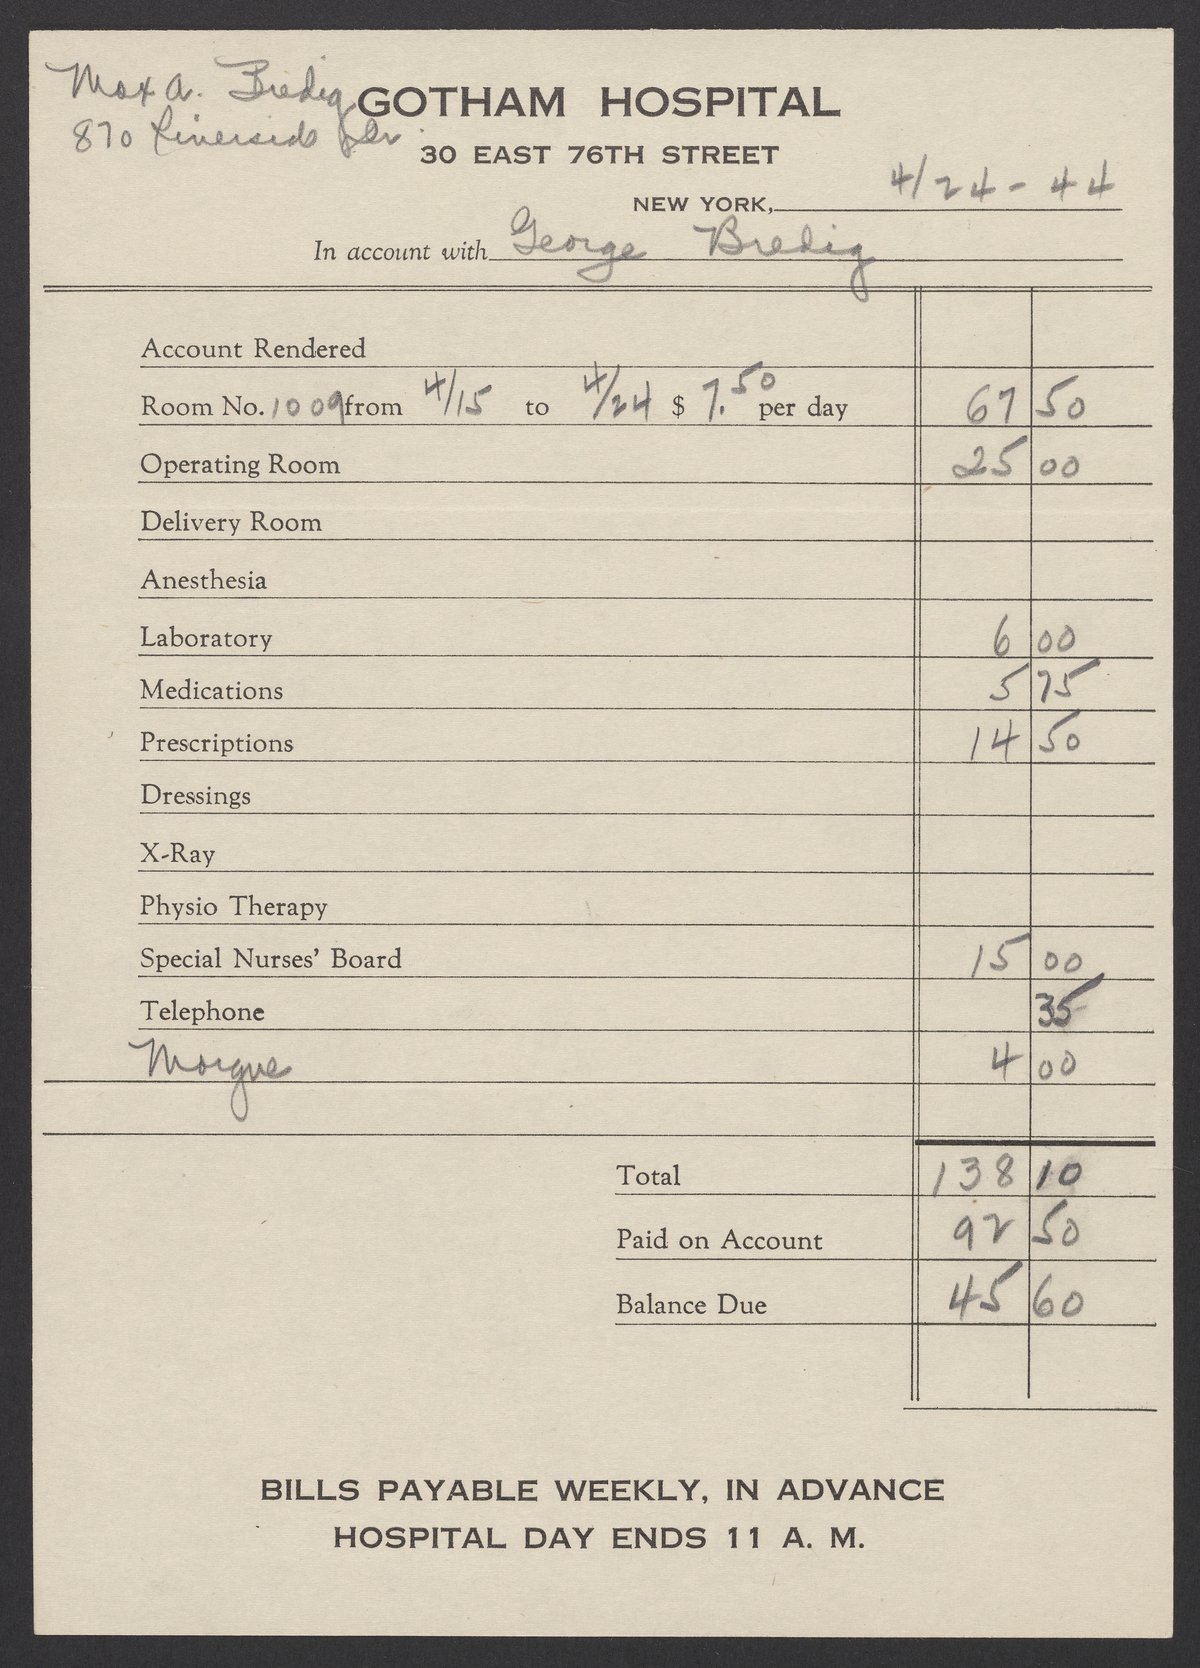 Max A. Bredig
870 Riverside Dr.
GOTHAM HOSPITAL
30 EAST 76TH STREET
NEW YORK, 4/24-44
In account with George Bredig
Account Rendered
Room No. 1009 from 4/15 to 4/24 $ 7.50 per day 67 50
Operating Room 25 00
Delivery Room
Anesthesia
Laboratory 6 00
Medications 5 75
Prescriptions 14 50
Dressings
X-Ray
Physio Therapy
Special Nurses' Board 15 00
Telephone 35
Morgue 4 00
Total 138 10
Paid on Account 92 50
Balance Due 45 60
BILLS PAYABLE WEEKLY, IN ADVANCE
HOSPITAL DAY ENDS 11 A. M.